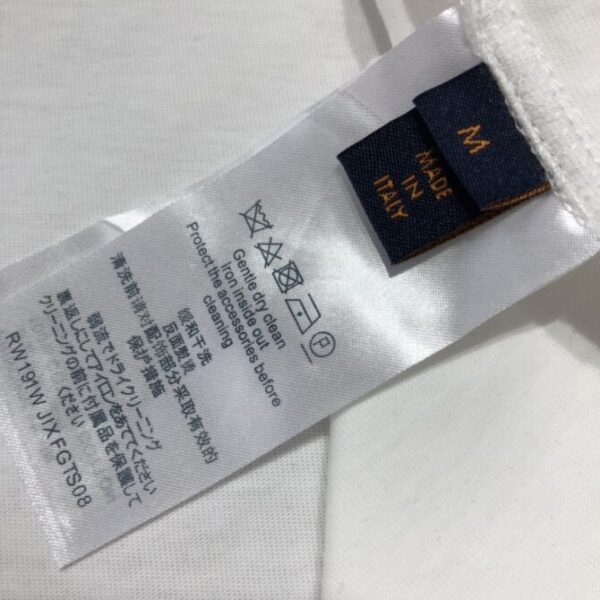 M
MADE
IN
ITALY
P
Gentle dry clean
Iron inside out
Protect the accessories before
cleaning
缓和干洗
反面熨烫
清洗前请对配饰部分采取有效的
保护措施
弱流でドライクリーニング
裏返しにしてアイロンをあててください
クリーニングの前に付属品を保護して
ください
RW191W JIX FGTS08